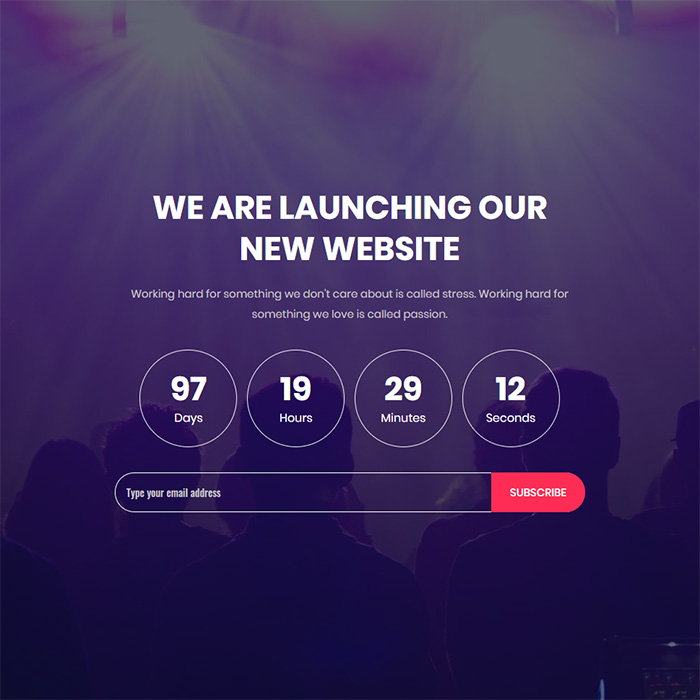 WE ARE LAUNCHING OUR
NEW WEBSITE
Working hard for something we don't care about is called stress. Working hard for
something we love is called passion.
97 19 29 12
Days Hours Minutes Seconds
Type your email address SUBSCRIBE